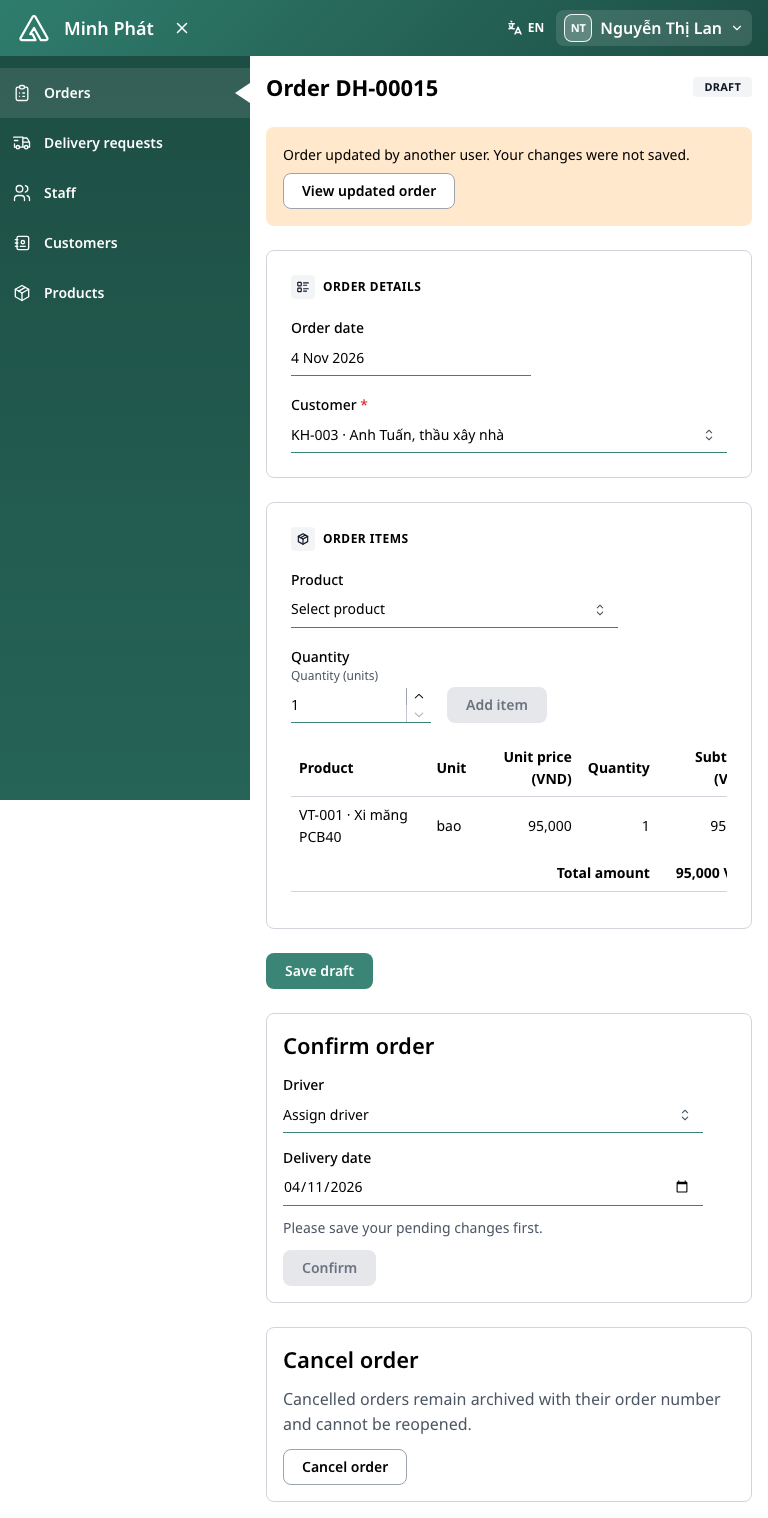 Minh Phát
EN
NT
Nguyễn Thị Lan
Orders
Delivery requests
Staff
Customers
Products
Order DH-00015
DRAFT
Order updated by another user. Your changes were not saved.
View updated order
ORDER DETAILS
Order date
4 Nov 2026
Customer *
KH-003 · Anh Tuấn, thầu xây nhà
ORDER ITEMS
Product
Select product
Quantity
Quantity (units)
1
Add item
Product Unit Unit price (VND) Quantity Subt (V
VT-001 · Xi măng PCB40 bao 95,000 1 95
Total amount 95,000 V
Save draft
Confirm order
Driver
Assign driver
Delivery date
04/11/2026
Please save your pending changes first.
Confirm
Cancel order
Cancelled orders remain archived with their order number
and cannot be reopened.
Cancel order